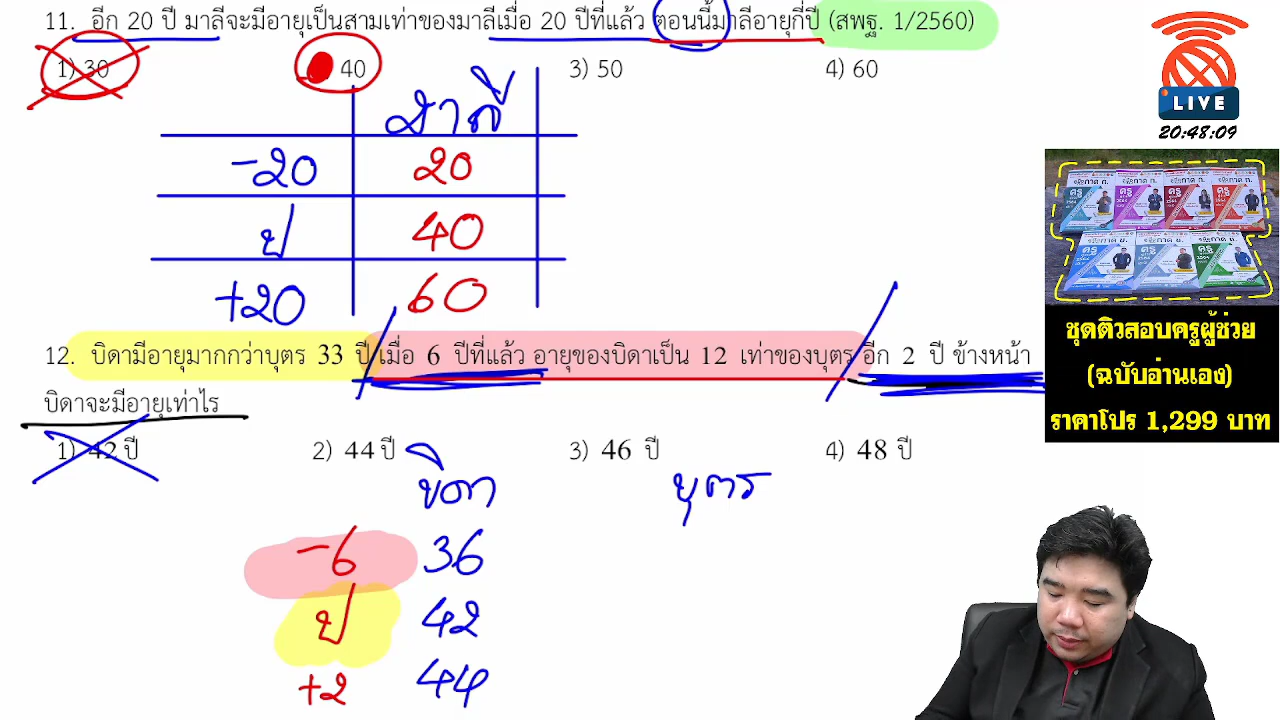 11. อีก 20 ปี มาลีจะมีอายุเป็นสามเท่าของมาลีเมื่อ 20 ปีที่แล้ว ตอนนี้มาลีอายุกี่ปี (สพฐ. 1/2560)
1) 30 40 3) 50 4) 60
มาลี
-20 20
ป 40
+20 60
12. บิดามีอายุมากกว่าบุตร 33 ปี เมื่อ 6 ปีที่แล้ว อายุของบิดาเป็น 12 เท่าของบุตร อีก 2 ปี ข้างหน้า
บิดาจะมีอายุเท่าไร
1) 42 ปี 2) 44 ปี 3) 46 ปี 4) 48 ปี
บิดา บุตร
-6 36
ป 42
+2 44
LIVE
20:48:09
ชุดติวสอบครูผู้ช่วย
(ฉบับอ่านเอง)
ราคาโปร 1,299 บาท